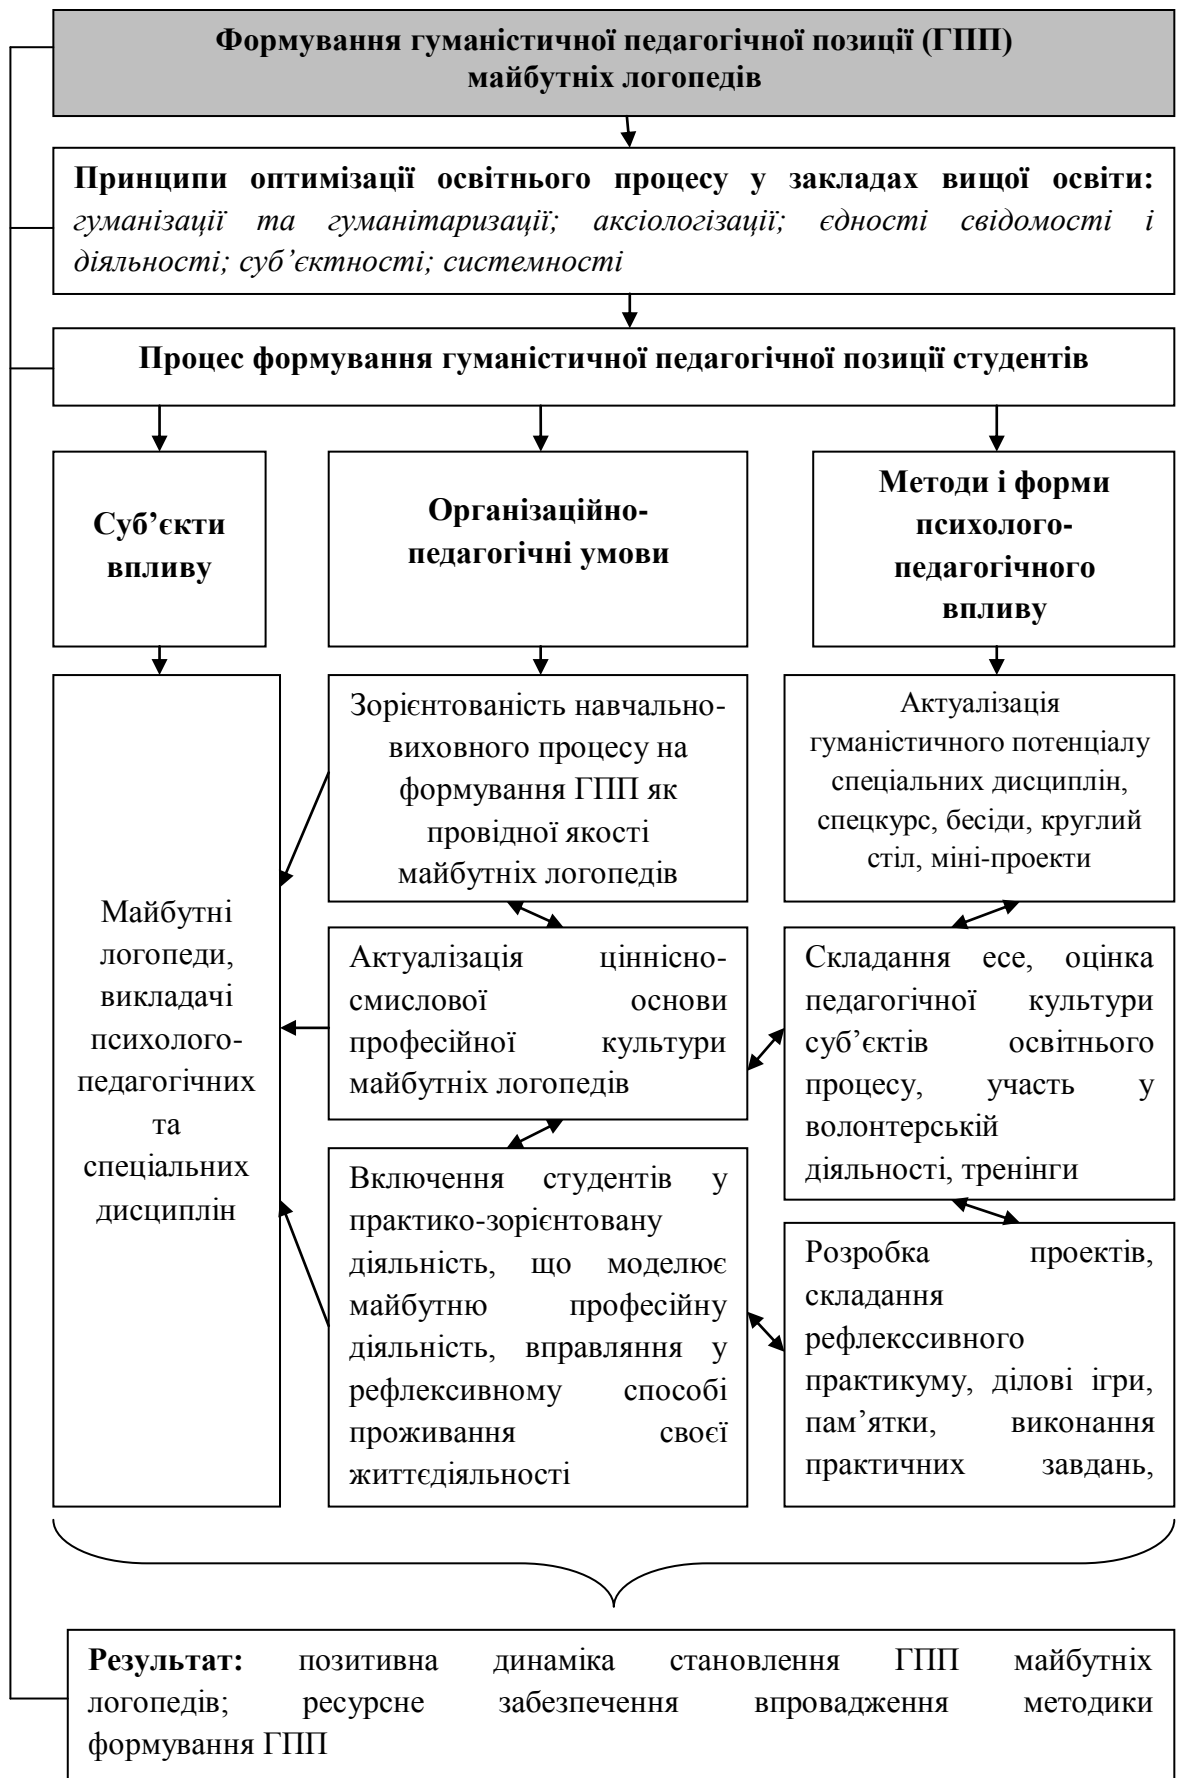 Формування гуманістичної педагогічної позиції (ГПП)
майбутніх логопедів
Принципи оптимізації освітнього процесу у закладах вищої освіти:
гуманізації та гуманітаризації; аксіологізації; єдності свідомості і
діяльності; суб’єктності; системності
Процес формування гуманістичної педагогічної позиції студентів
Суб’єкти
впливу
Організаційно-
педагогічні умови
Методи і форми
психолого-
педагогічного
впливу
Майбутні
логопеди,
викладачі
психолого-
педагогічних
та
спеціальних
дисциплін
Зорієнтованість навчально-
виховного процесу на
формування ГПП як
провідної якості
майбутніх логопедів
Актуалізація ціннісно-
смислової основи
професійної культури
майбутніх логопедів
Включення студентів у
практико-зорієнтовану
діяльність, що моделює
майбутню професійну
діяльність, вправляння у
рефлексивному способі
проживання своєї
життєдіяльності
Актуалізація
гуманістичного потенціалу
спеціальних дисциплін,
спецкурс, бесіди, круглий
стіл, міні-проекти
Складання есе, оцінка
педагогічної культури
суб’єктів освітнього
процесу, участь у
волонтерській
діяльності, тренінги
Розробка проектів,
складання
рефлекссивного
практикуму, ділові ігри,
пам’ятки, виконання
практичних завдань,
Результат: позитивна динаміка становлення ГПП майбутніх
логопедів; ресурсне забезпечення впровадження методики
формування ГПП